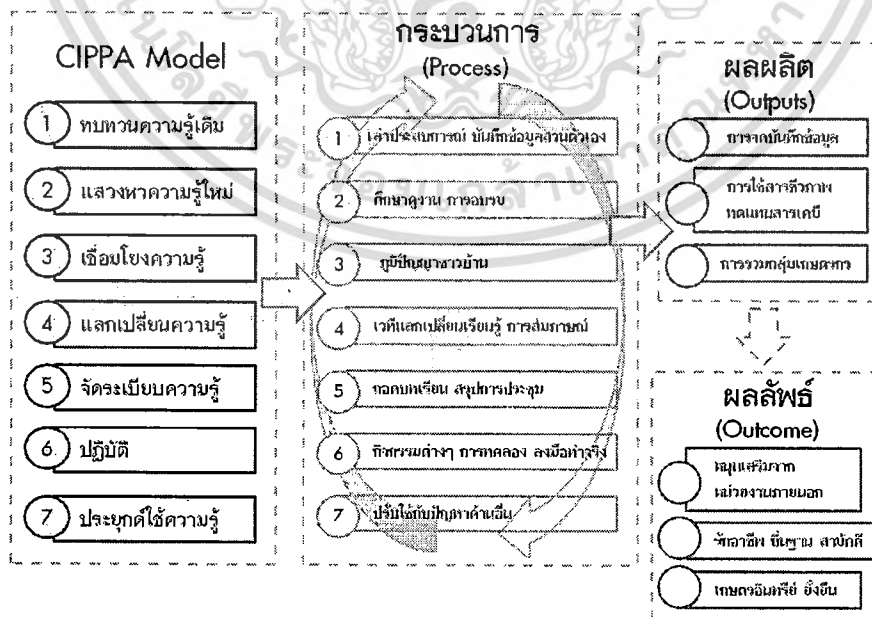 CIPPA Model
1 ทบทวนความรู้เดิม
2 แสวงหาความรู้ใหม่
3 เชื่อมโยงความรู้
4 แลกเปลี่ยนความรู้
5 จัดระเบียบความรู้
6 ปฏิบัติ
7 ประยุกต์ใช้ความรู้
กระบวนการ
(Process)
1 เล่าประสบการณ์ บันทึกข้อมูลส่วนตัวเอง
2 ศึกษาดูงาน การอบรม
3 ภูมิปัญญาชาวบ้าน
4 เวทีแลกเปลี่ยนเรียนรู้ การสัมภาษณ์
5 ถอดบทเรียน สรุปการประชุม
6 กิจกรรมต่างๆ การทดลอง ลงมือทำจริง
7 ปรับใช้กับปัญหาด้านอื่น
ผลผลิต
(Outputs)
การจดบันทึกข้อมูล
การใช้สารชีวภาพ
ทดแทนสารเคมี
การรวมกลุ่มเกษตรกร
ผลลัพธ์
(Outcome)
หนุนเสริมจาก
หน่วยงานภายนอก
รักอาชีพ ถิ่นฐาน สามัคคี
เกษตรอินทรีย์ ยั่งยืน